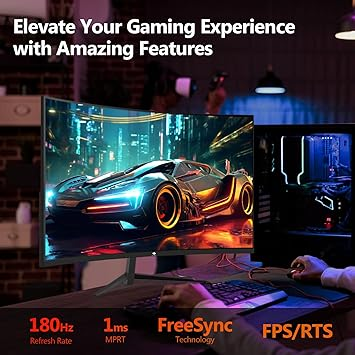 Elevate Your Gaming Experience
with Amazing Features
180Hz
Refresh Rate
1ms
MPRT
FreeSync
Technology
FPS/RTS